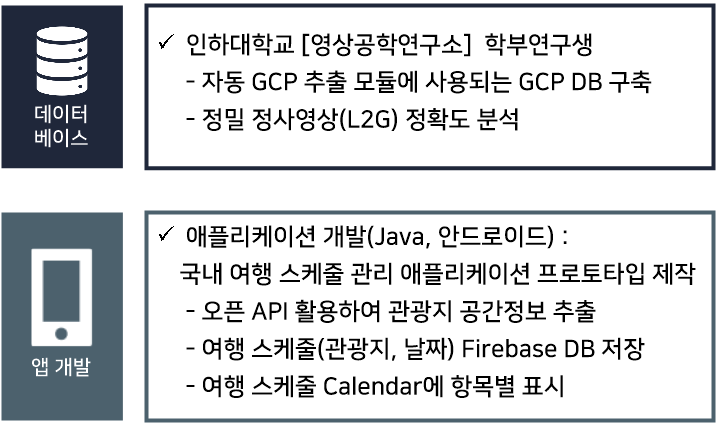 데이터
베이스
✓ 인하대학교 [영상공학연구소] 학부연구생
- 자동 GCP 추출 모듈에 사용되는 GCP DB 구축
- 정밀 정사영상(L2G) 정확도 분석
앱 개발
✓ 애플리케이션 개발(Java, 안드로이드) :
국내 여행 스케줄 관리 애플리케이션 프로토타입 제작
- 오픈 API 활용하여 관광지 공간정보 추출
- 여행 스케줄(관광지, 날짜) Firebase DB 저장
- 여행 스케줄 Calendar에 항목별 표시